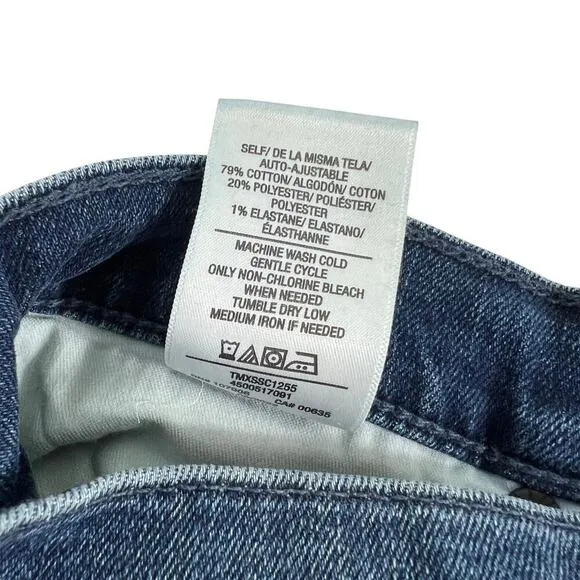 SELF/ DE LA MISMA TELA/
AUTO-AJUSTABLE
79% COTTON/ ALGODÓN/ COTON
20% POLYESTER/ POLIÉSTER/
POLYESTER
1% ELASTANE/ ELASTANO/
ÉLASTHANNE
MACHINE WASH COLD
GENTLE CYCLE
ONLY NON-CHLORINE BLEACH
WHEN NEEDED
TUMBLE DRY LOW
MEDIUM IRON IF NEEDED
TMXSSC1255
4500517091
CA# 00635